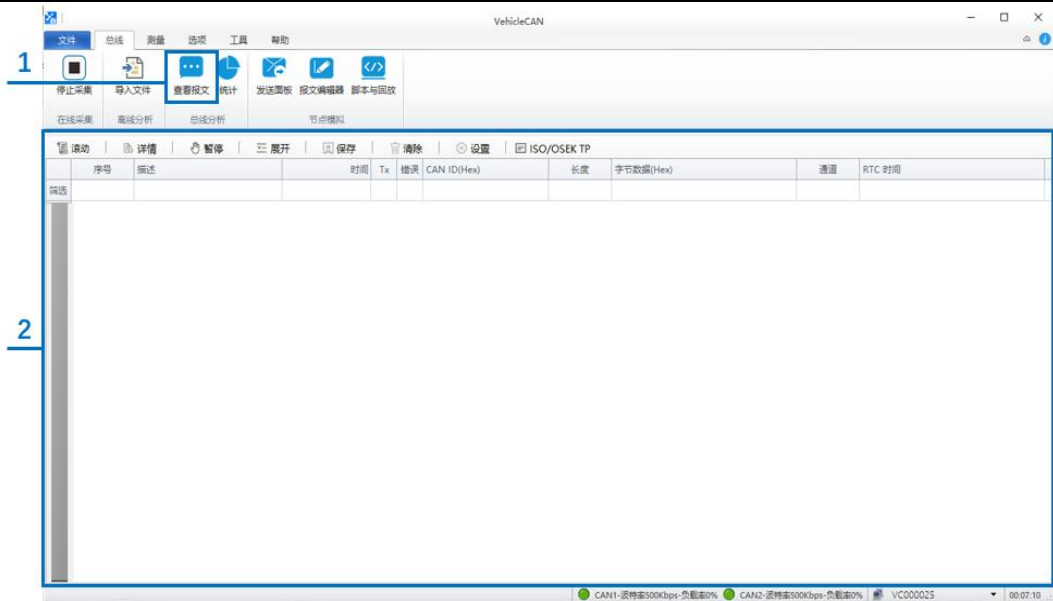 VehicleCAN
文件 总线 测量 选项 工具 帮助
1
停止采集 导入文件 查看报文 统计 发送面板 报文编辑器 脚本与回放
在线采集 离线分析 总线分析 节点模拟
滚动 详情 暂停 展开 保存 清除 设置 ISO/OSEK TP
序号 描述 时间 Tx 错误 CAN ID(Hex) 长度 字节数据(Hex) 通道 RTC 时间
筛选
2
CAN1-波特率500Kbps-负载率0% CAN2-波特率500Kbps-负载率0% VC000025 00:07:10